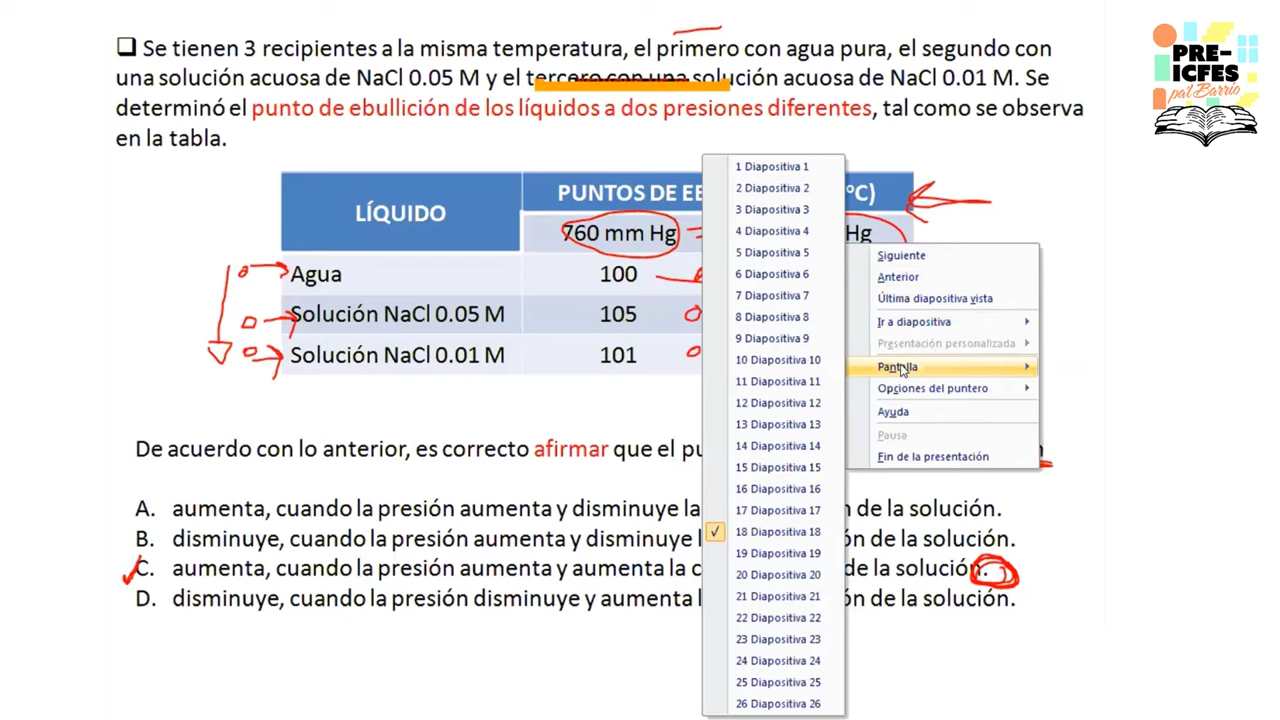 Se tienen 3 recipientes a la misma temperatura, el primero con agua pura, el segundo con
una solución acuosa de NaCl 0.05 M y el tercero con una solución acuosa de NaCl 0.01 M. Se
determinó el punto de ebullición de los líquidos a dos presiones diferentes, tal como se observa
en la tabla.
PRE-
ICFES
pa'l Barrio
LÍQUIDO
PUNTOS DE EB
ºC)
760 mm Hg
Hg
Agua
100
Solución NaCl 0.05 M
105
Solución NaCl 0.01 M
101
1 Diapositiva 1
2 Diapositiva 2
3 Diapositiva 3
4 Diapositiva 4
5 Diapositiva 5
6 Diapositiva 6
7 Diapositiva 7
8 Diapositiva 8
9 Diapositiva 9
10 Diapositiva 10
11 Diapositiva 11
12 Diapositiva 12
13 Diapositiva 13
14 Diapositiva 14
15 Diapositiva 15
16 Diapositiva 16
17 Diapositiva 17
18 Diapositiva 18
19 Diapositiva 19
20 Diapositiva 20
21 Diapositiva 21
22 Diapositiva 22
23 Diapositiva 23
24 Diapositiva 24
25 Diapositiva 25
26 Diapositiva 26
Siguiente
Anterior
Última diapositiva vista
Ir a diapositiva
Presentación personalizada
Pantalla
Opciones del puntero
Ayuda
Pausa
Fin de la presentación
De acuerdo con lo anterior, es correcto afirmar que el pu
A. aumenta, cuando la presión aumenta y disminuye la n de la solución.
B. disminuye, cuando la presión aumenta y disminuye l ón de la solución.
C. aumenta, cuando la presión aumenta y aumenta la c de la solución.
D. disminuye, cuando la presión disminuye y aumenta l ón de la solución.